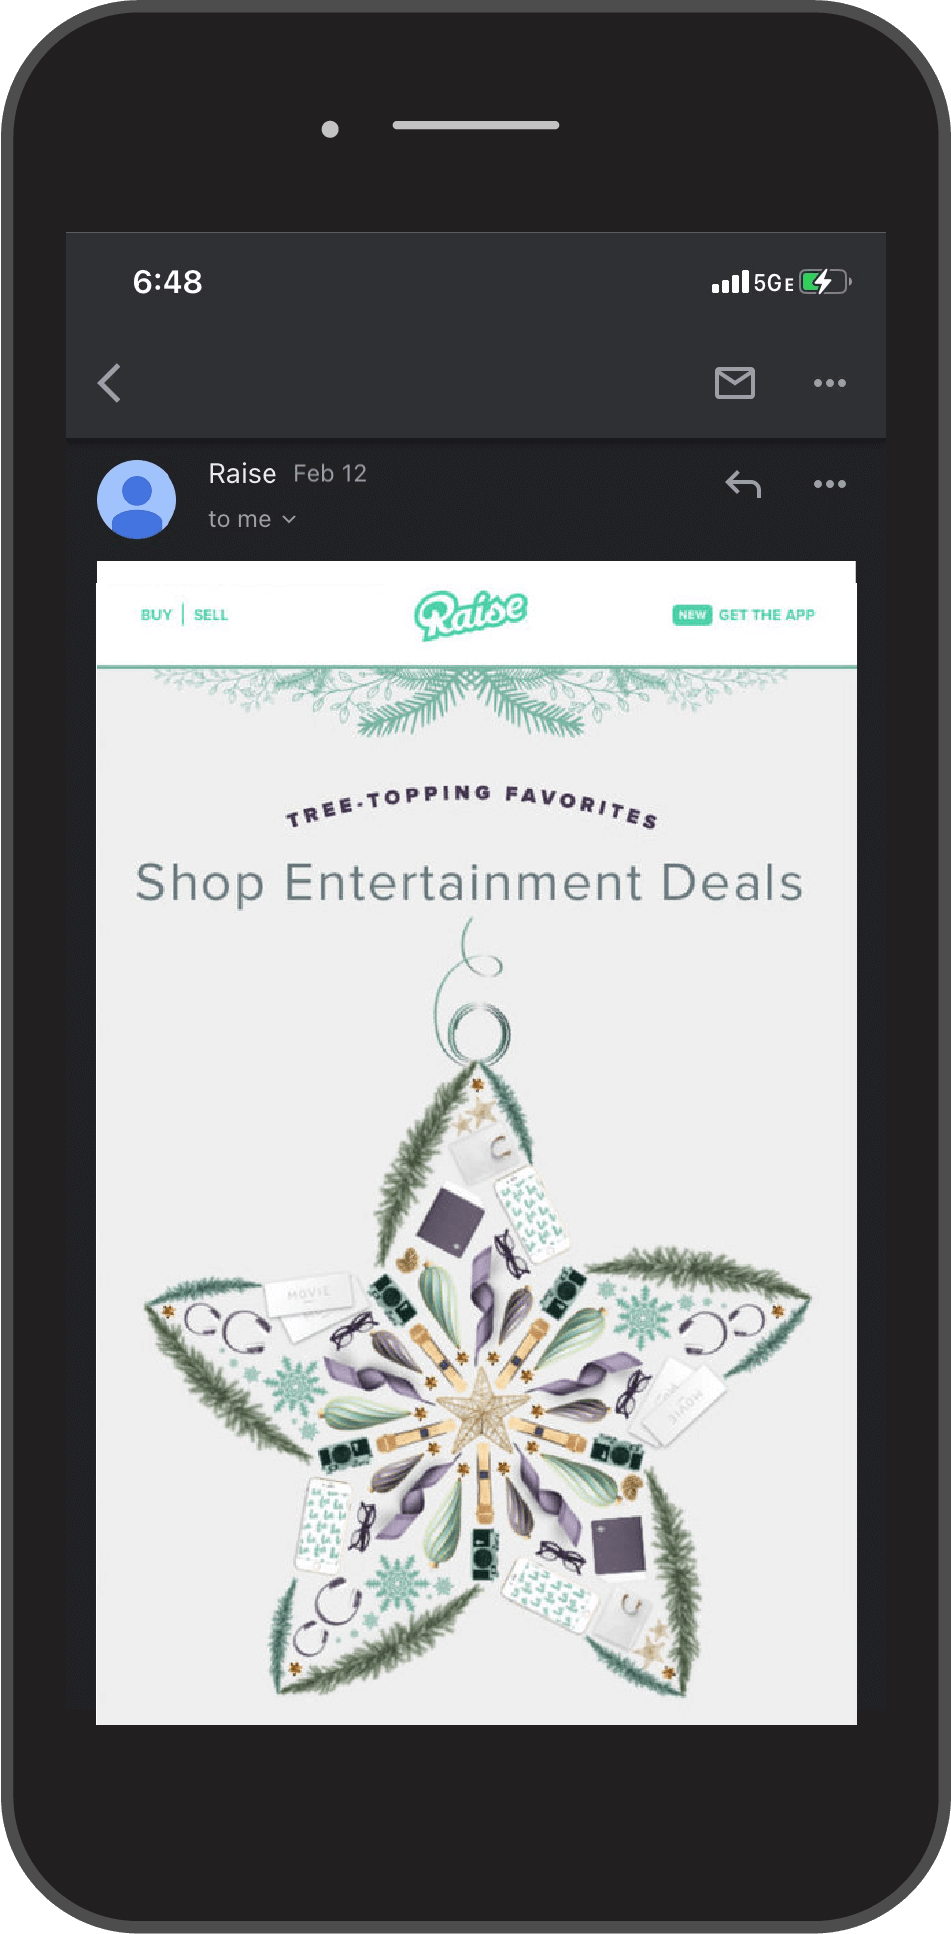 6:48 5GE
Raise Feb 12
to me
BUY | SELL Raise NEW GET THE APP
TREE-TOPPING FAVORITES
Shop Entertainment Deals
MOVIE
MOVIE